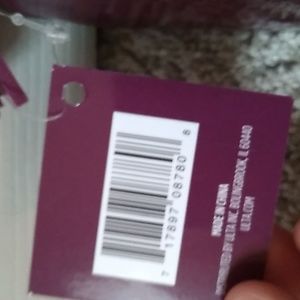 7 17897 08780 8
MADE IN CHINA
DISTRIBUTED BY ULTA INC. BOLINGBROOK, IL 60440
ULTA.COM